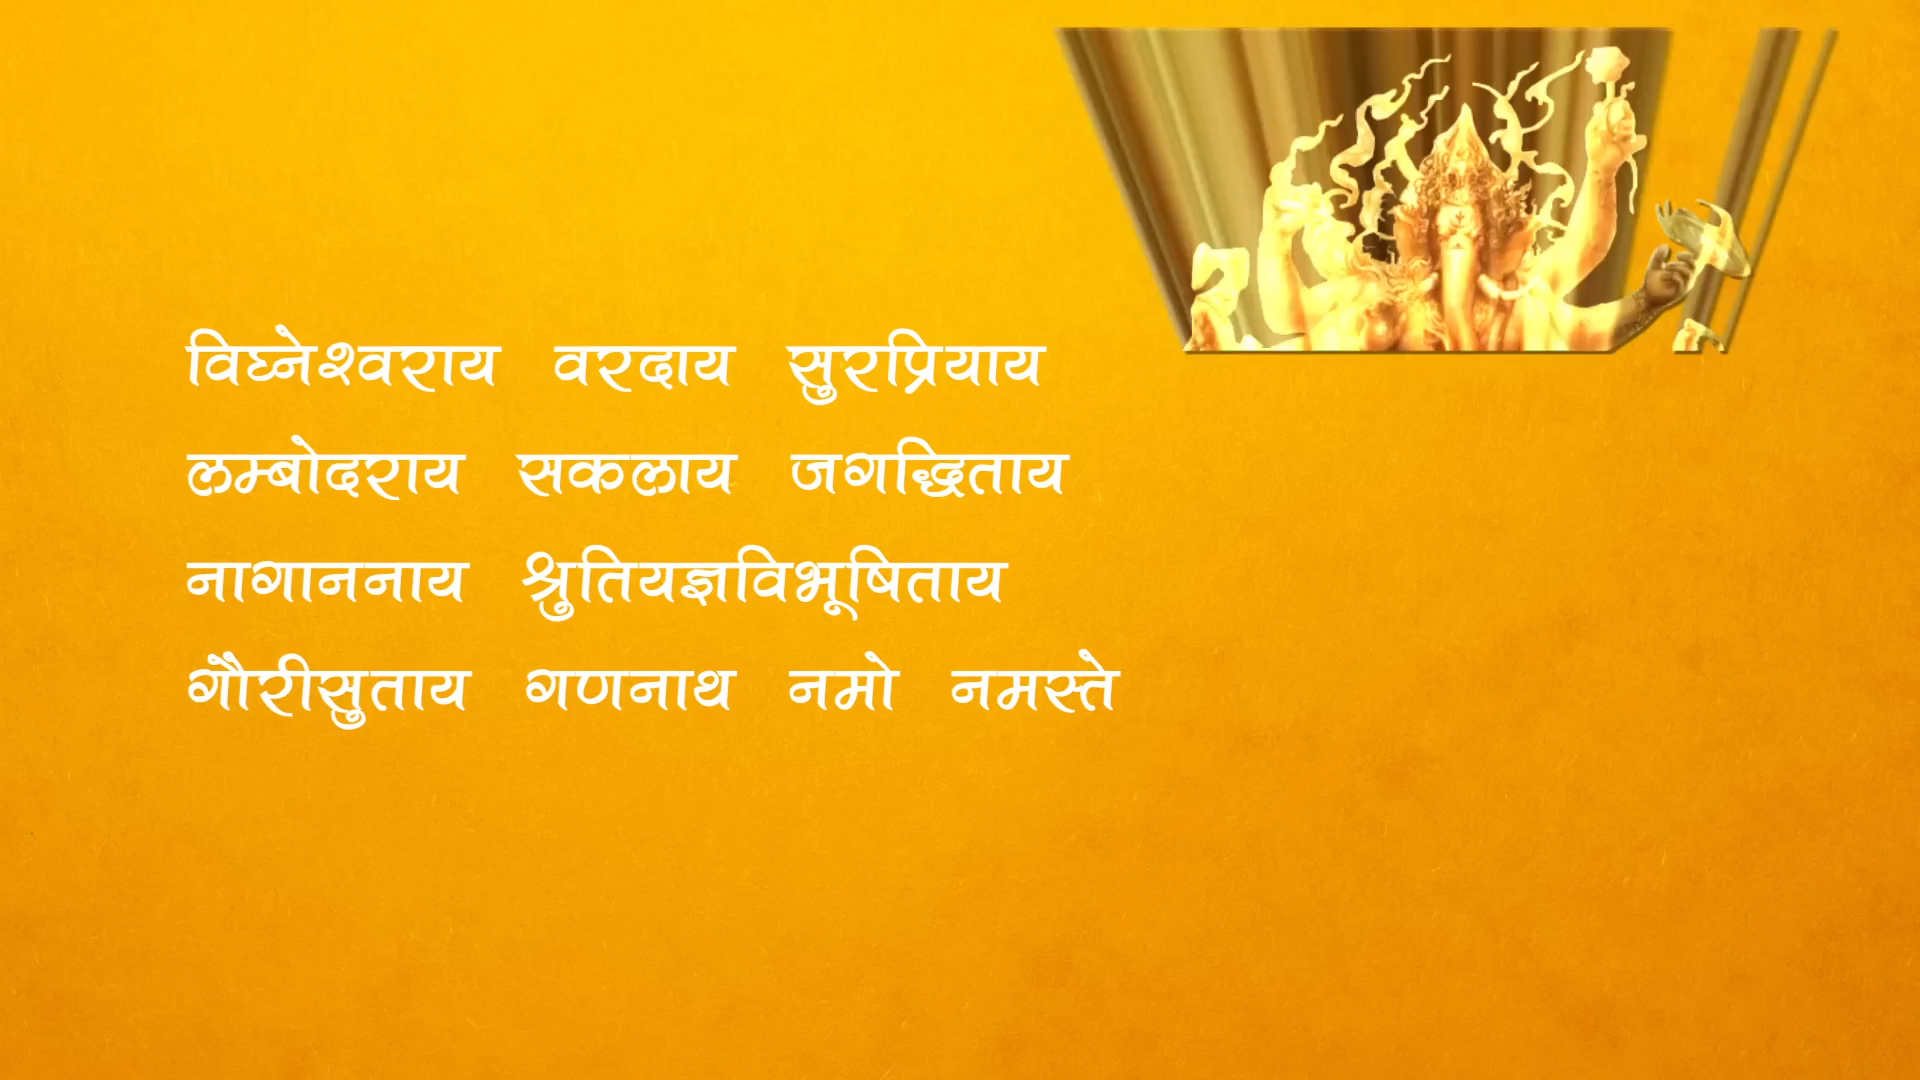 विघ्नेश्वराय वरदाय सुरप्रियाय
लम्बोदराय सकलाय जगद्धिताय
नागाननाय श्रुतियज्ञविभूषिताय
गौरीसुताय गणनाथ नमो नमस्ते